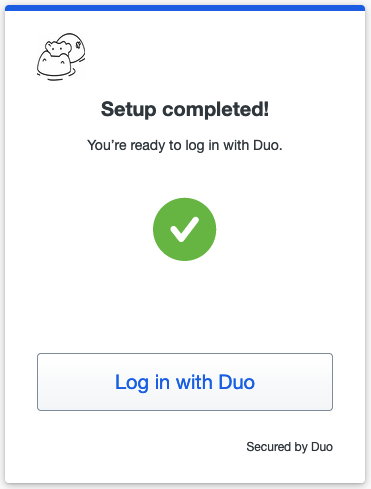 Setup completed!
You're ready to log in with Duo.
Log in with Duo
Secured by Duo